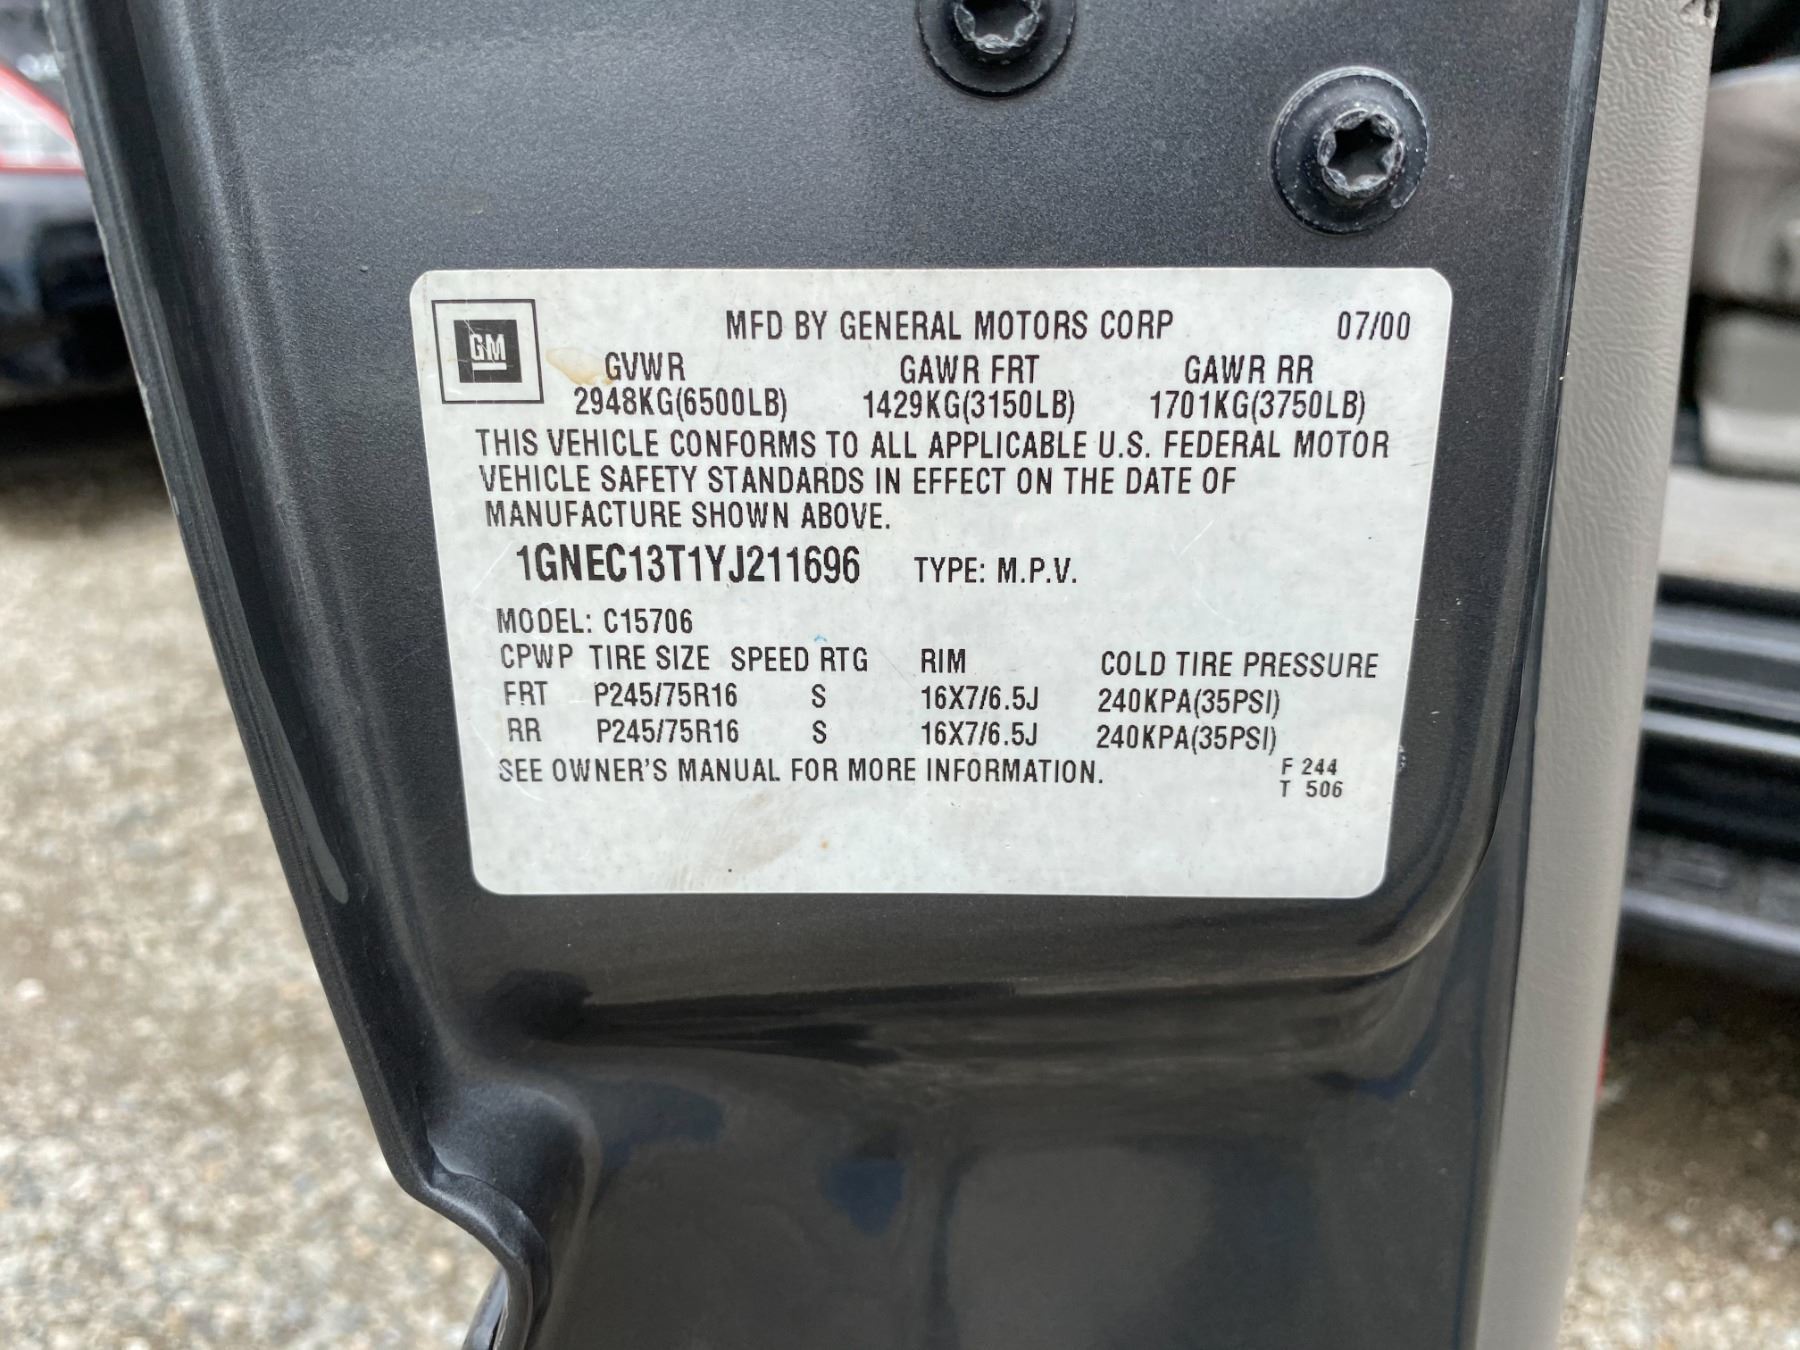 GM
MFD BY GENERAL MOTORS CORP 07/00
GVWR GAWR FRT GAWR RR
2948KG(6500LB) 1429KG(3150LB) 1701KG(3750LB)
THIS VEHICLE CONFORMS TO ALL APPLICABLE U.S. FEDERAL MOTOR
VEHICLE SAFETY STANDARDS IN EFFECT ON THE DATE OF
MANUFACTURE SHOWN ABOVE.
1GNEC13T1YJ211696 TYPE: M.P.V.
MODEL: C15706
CPWP TIRE SIZE SPEED RTG RIM COLD TIRE PRESSURE
FRT P245/75R16 S 16X7/6.5J 240KPA(35PSI)
RR P245/75R16 S 16X7/6.5J 240KPA(35PSI)
SEE OWNER'S MANUAL FOR MORE INFORMATION. F 244
T 506